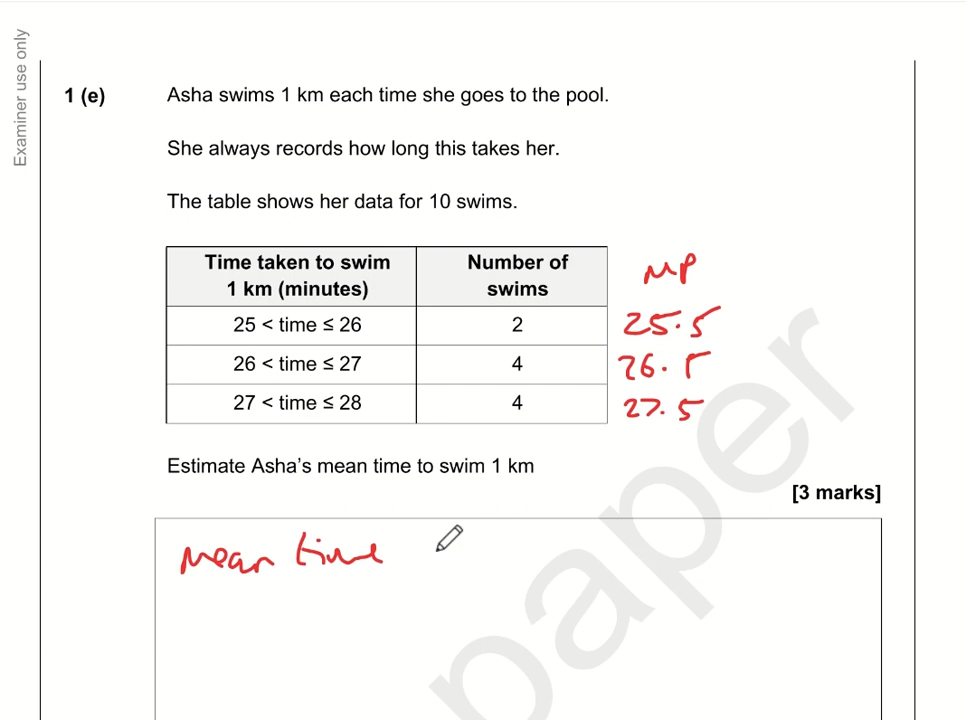 Examiner use only
1 (e) Asha swims 1 km each time she goes to the pool.
She always records how long this takes her.
The table shows her data for 10 swims.
Time taken to swim 1 km (minutes) Number of swims MP
25 < time ≤ 26 2 25.5
26 < time ≤ 27 4 26.5
27 < time ≤ 28 4 27.5
Estimate Asha's mean time to swim 1 km
[3 marks]
mean time
paper